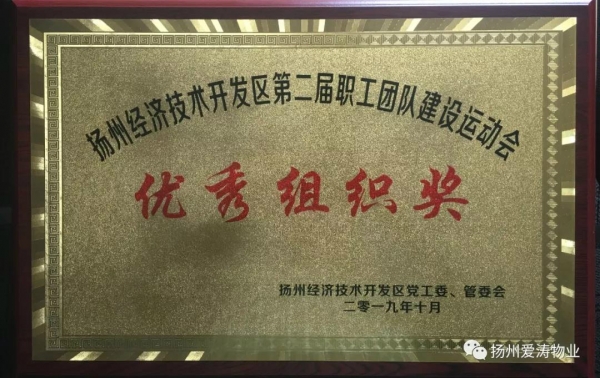 扬州经济技术开发区第二届职工团队建设运动会
优秀组织奖
扬州经济技术开发区党工委、管委会
二零一九年十月
扬州爱涛物业